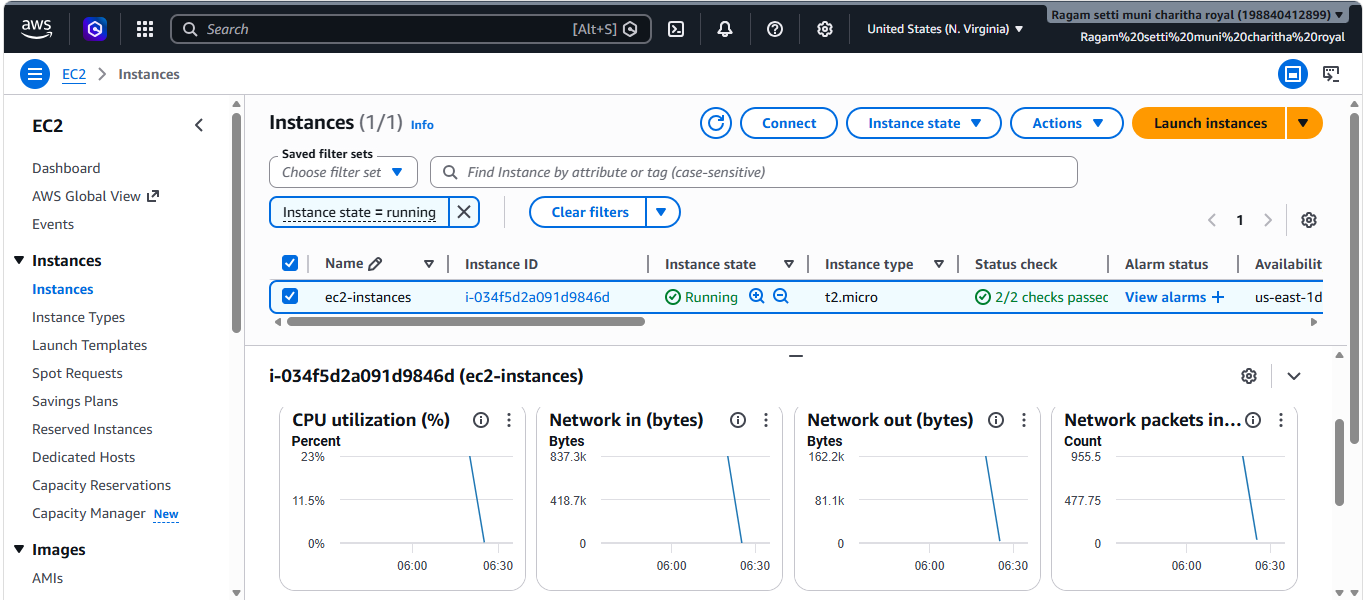 aws
Search [Alt+S]
United States (N. Virginia)
Ragam setti muni charitha royal (198840412899)
Ragam%20setti%20muni%20charitha%20royal
EC2 Instances
EC2
Dashboard
AWS Global View
Events
Instances
Instances
Instance Types
Launch Templates
Spot Requests
Savings Plans
Reserved Instances
Dedicated Hosts
Capacity Reservations
Capacity Manager New
Images
AMIs
Instances (1/1) Info
Connect
Instance state
Actions
Launch instances
Saved filter sets
Choose filter set
Find Instance by attribute or tag (case-sensitive)
Instance state = running
Clear filters
1
Name Instance ID Instance state Instance type Status check Alarm status Availabilit
ec2-instances i-034f5d2a091d9846d Running t2.micro 2/2 checks passec View alarms + us-east-1d
i-034f5d2a091d9846d (ec2-instances)
CPU utilization (%)
Percent
23%
11.5%
0%
06:00 06:30
Network in (bytes)
Bytes
837.3k
418.7k
0
06:00 06:30
Network out (bytes)
Bytes
162.2k
81.1k
0
06:00 06:30
Network packets in...
Count
955.5
477.75
0
06:00 06:30